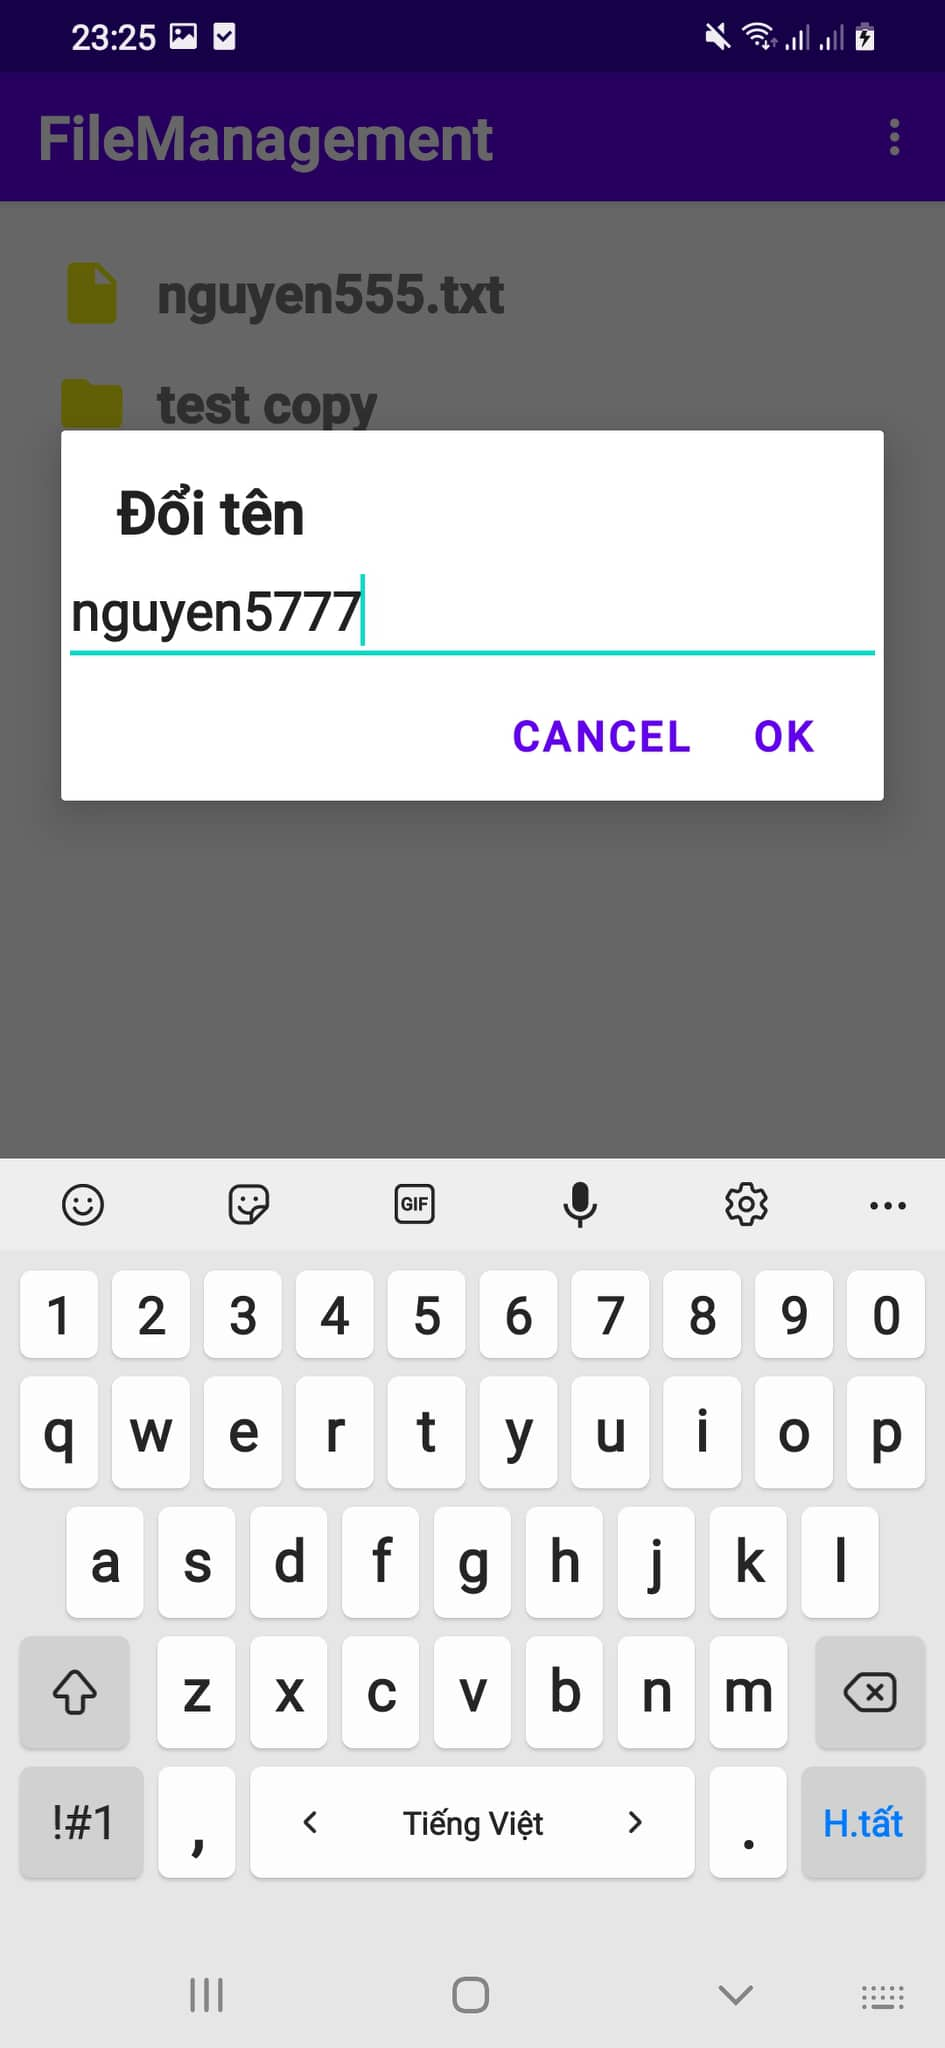 23:25
FileManagement
nguyen555.txt
test copy
Đổi tên
nguyen5777
CANCEL OK
GIF
1 2 3 4 5 6 7 8 9 0
q w e r t y u i o p
a s d f g h j k l
z x c v b n m
!#1 , < Tiếng Việt > . H.tất